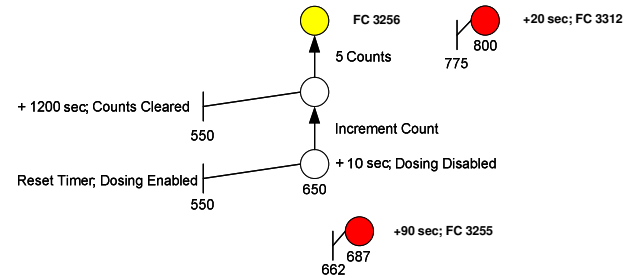 FC 3256
+20 sec; FC 3312
800
775
5 Counts
+ 1200 sec; Counts Cleared
550
Increment Count
+ 10 sec; Dosing Disabled
Reset Timer; Dosing Enabled
650
550
+90 sec; FC 3255
687
662